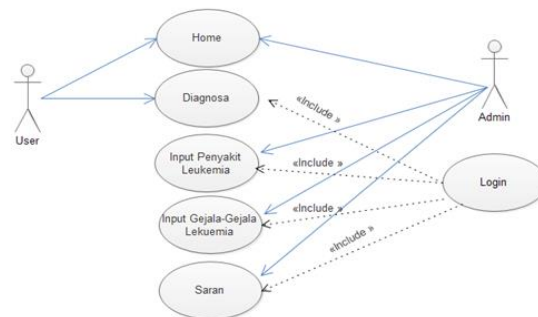 Home
User
Diagnosa
Admin
«Include »
Input Penyakit
Leukemia
«Include »
Login
Input Gejala-Gejala
Lekuemia
«Include »
«Include »
Saran